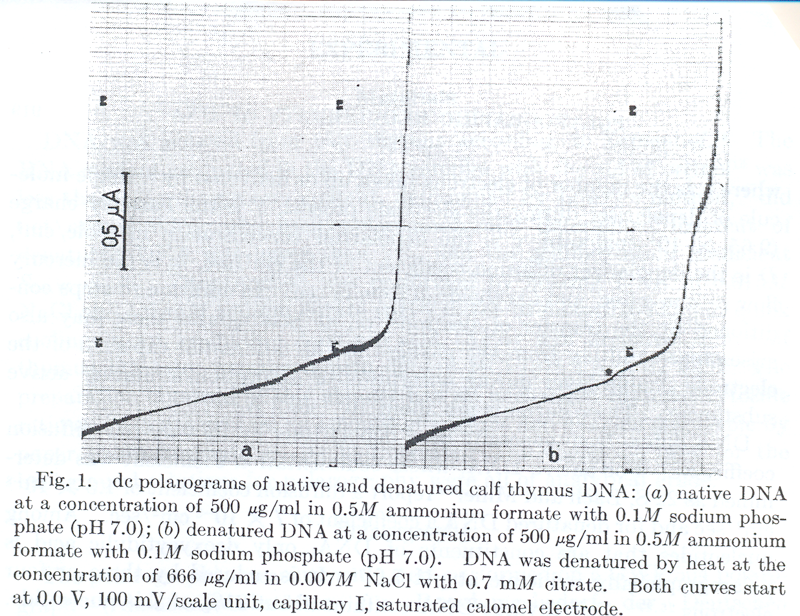 0,5 μA
a
b
Fig. 1. dc polarograms of native and denatured calf thymus DNA: (a) native DNA
at a concentration of 500 μg/ml in 0.5M ammonium formate with 0.1M sodium phos-
phate (pH 7.0); (b) denatured DNA at a concentration of 500 μg/ml in 0.5M ammonium
formate with 0.1M sodium phosphate (pH 7.0). DNA was denatured by heat at the
concentration of 666 μg/ml in 0.007M NaCl with 0.7 mM citrate. Both curves start
at 0.0 V, 100 mV/scale unit, capillary I, saturated calomel electrode.